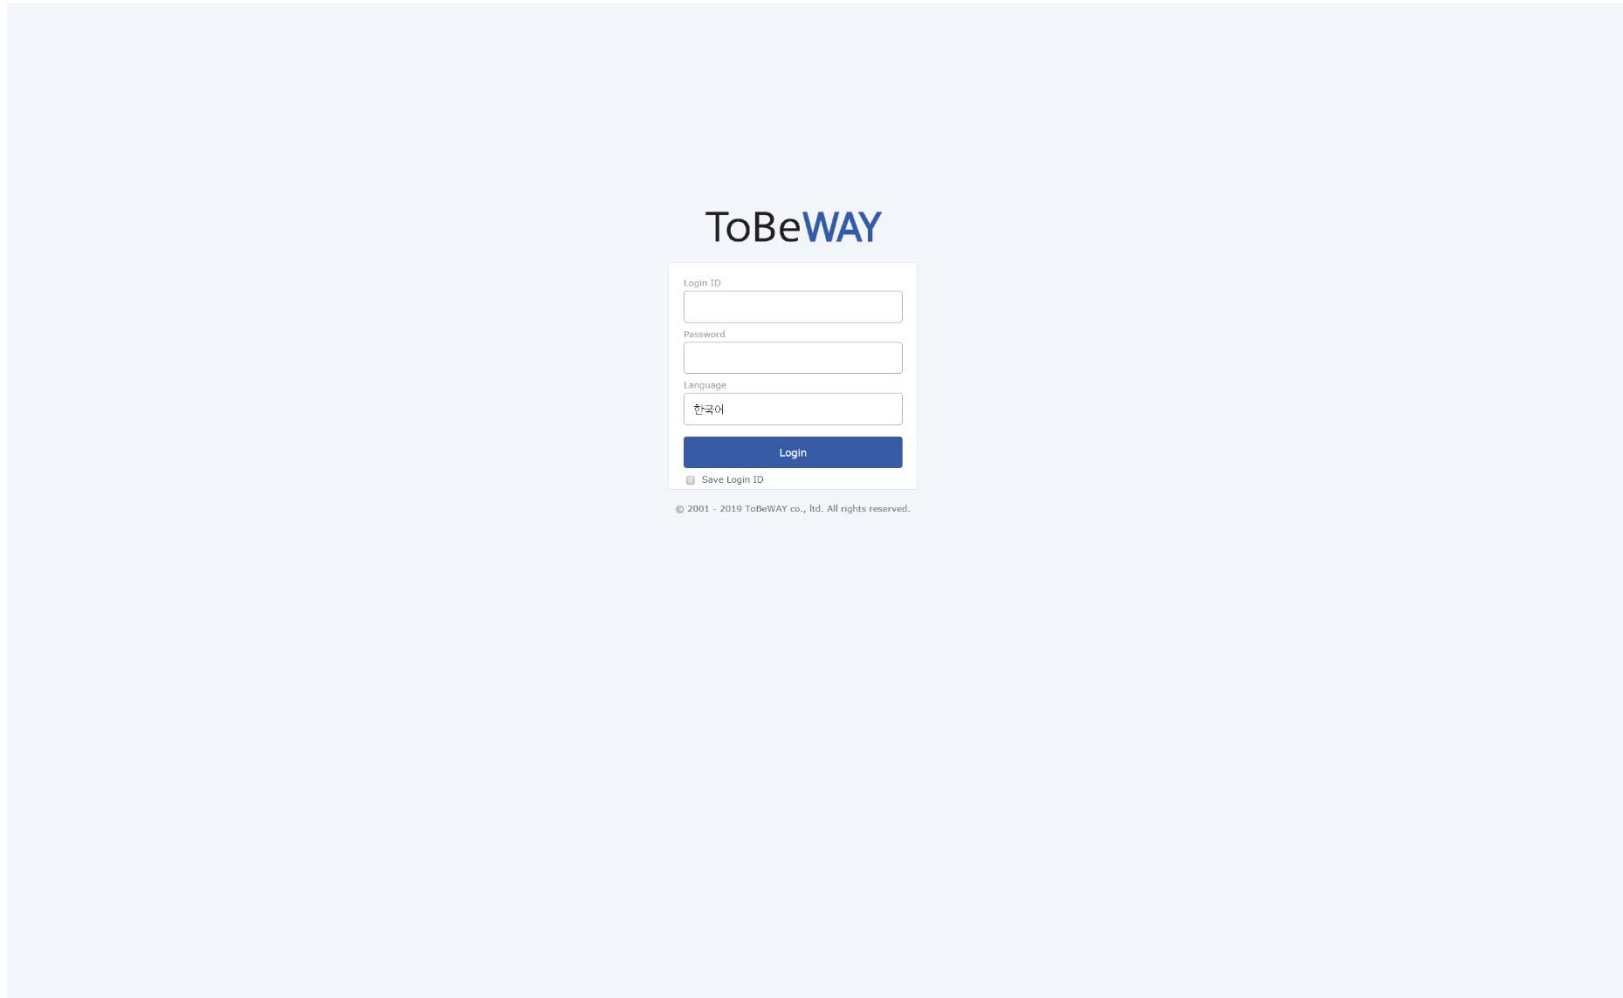 ToBeWAY
Login ID
Password
Language
한국어
Login
Save Login ID
© 2001 - 2019 ToBeWAY co., ltd. All rights reserved.